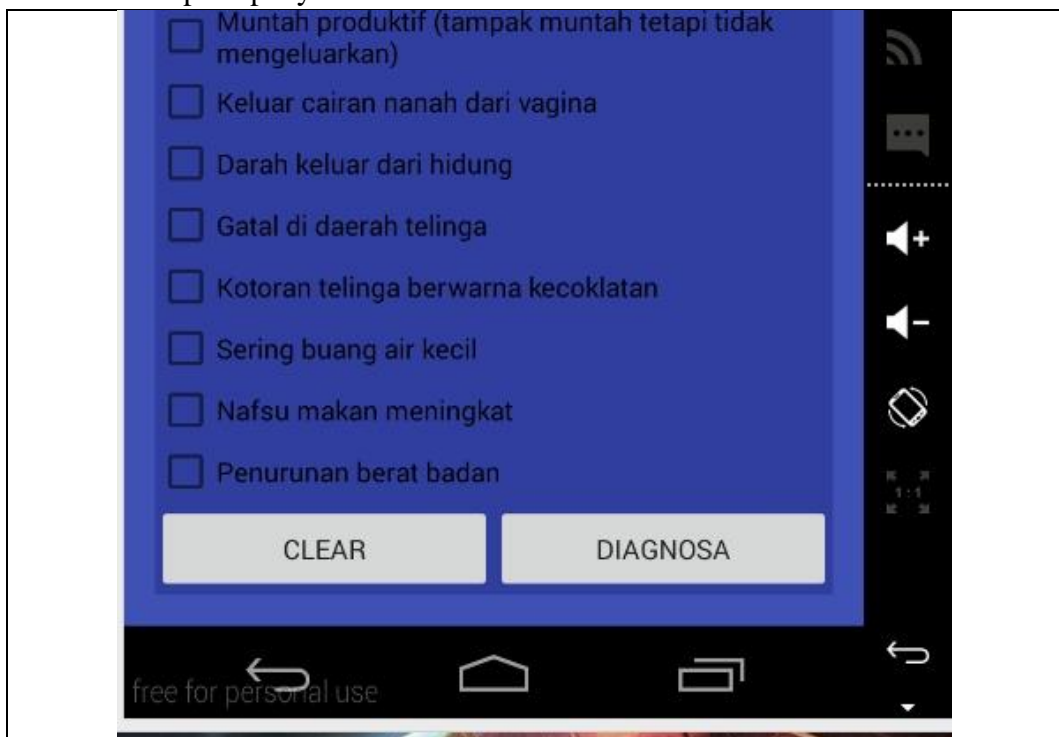 Muntah produktif (tampak muntah tetapi tidak
mengeluarkan)
Keluar cairan nanah dari vagina
Darah keluar dari hidung
Gatal di daerah telinga
Kotoran telinga berwarna kecoklatan
Sering buang air kecil
Nafsu makan meningkat
Penurunan berat badan
CLEAR DIAGNOSA
1:1
free for personal use